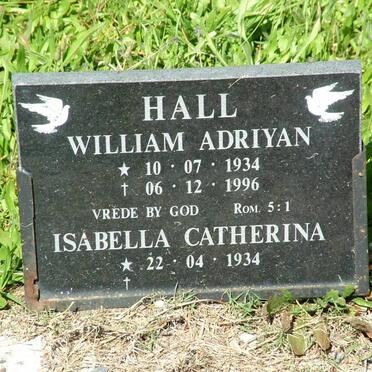 HALL
WILLIAM ADRIYAN
★ 10 · 07 · 1934
† 06 · 12 · 1996
VREDE BY GOD ROM. 5:1
ISABELLA CATHERINA
★ 22 · 04 · 1934
†